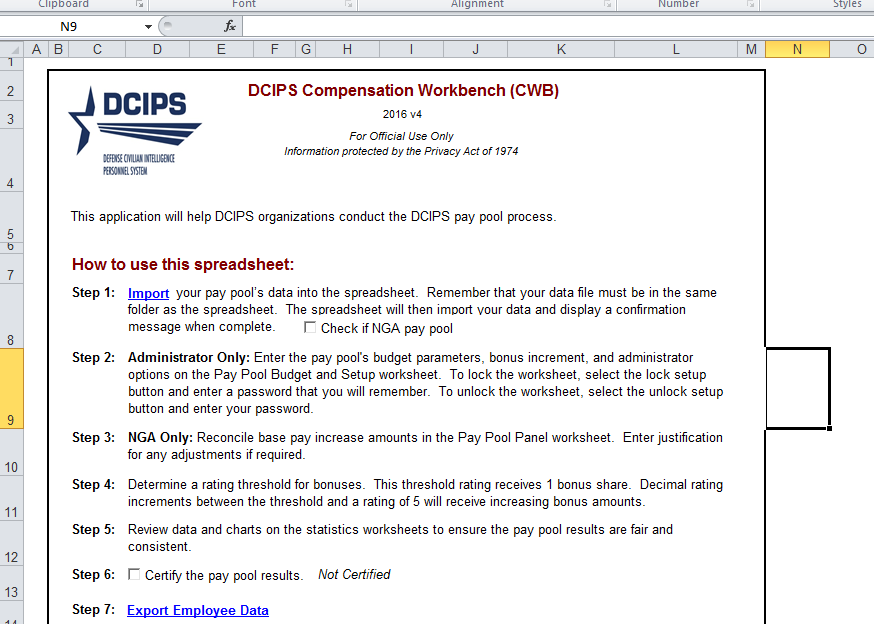 Clipboard Font Alignment Number Styles
N9 fx
A B C D E F G H I J K L M N O
1
2
3
4
5
6
7
8
9
10
11
12
13
14
DCIPS
DEFENSE CIVILIAN INTELLIGENCE
PERSONNEL SYSTEM
DCIPS Compensation Workbench (CWB)
2016 v4
For Official Use Only
Information protected by the Privacy Act of 1974
This application will help DCIPS organizations conduct the DCIPS pay pool process.
How to use this spreadsheet:
Step 1: Import your pay pool's data into the spreadsheet. Remember that your data file must be in the same
folder as the spreadsheet. The spreadsheet will then import your data and display a confirmation
message when complete. Check if NGA pay pool
Step 2: Administrator Only: Enter the pay pool's budget parameters, bonus increment, and administrator
options on the Pay Pool Budget and Setup worksheet. To lock the worksheet, select the lock setup
button and enter a password that you will remember. To unlock the worksheet, select the unlock setup
button and enter your password.
Step 3: NGA Only: Reconcile base pay increase amounts in the Pay Pool Panel worksheet. Enter justification
for any adjustments if required.
Step 4: Determine a rating threshold for bonuses. This threshold rating receives 1 bonus share. Decimal rating
increments between the threshold and a rating of 5 will receive increasing bonus amounts.
Step 5: Review data and charts on the statistics worksheets to ensure the pay pool results are fair and
consistent.
Step 6: Certify the pay pool results. Not Certified
Step 7: Export Employee Data